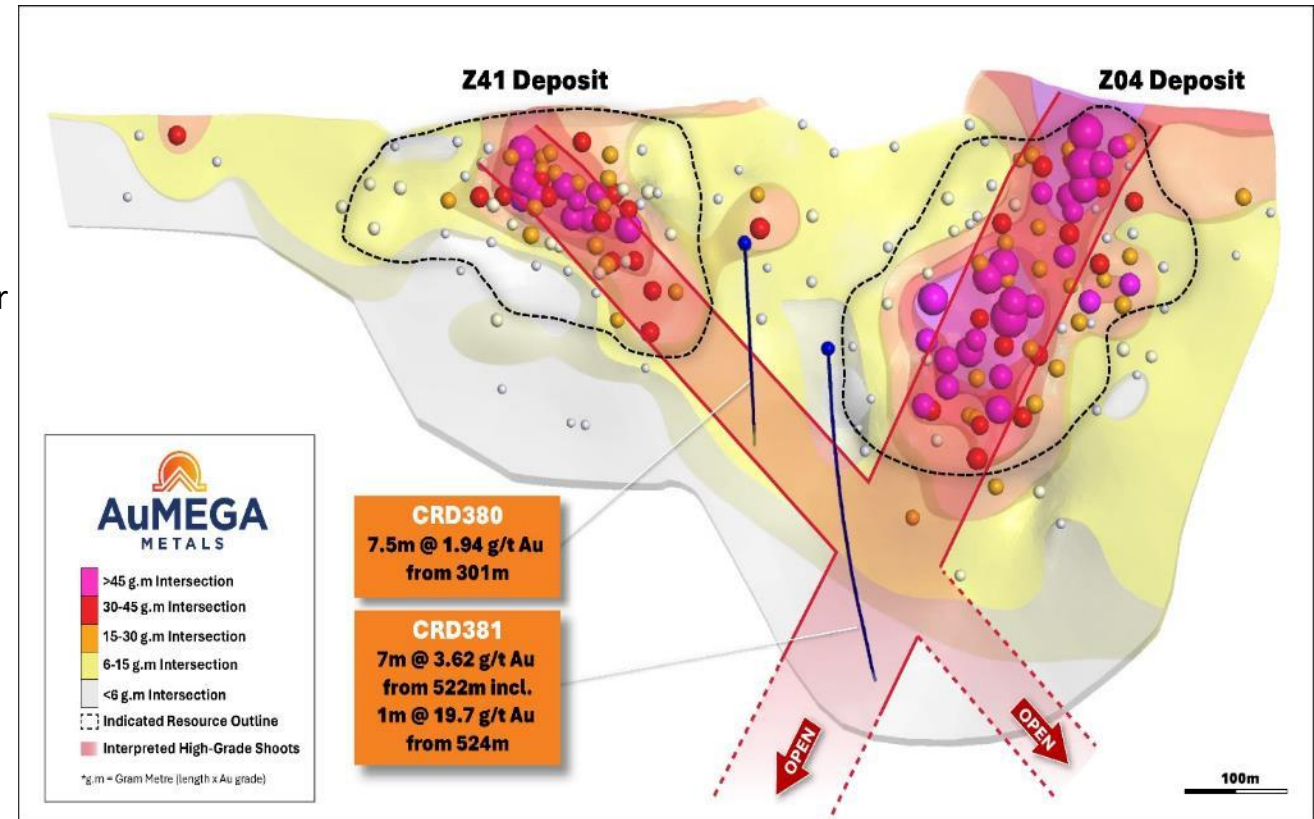 Z41 Deposit
Z04 Deposit
r
AuMEGA
METALS
>45 g.m Intersection
30-45 g.m Intersection
15-30 g.m Intersection
6-15 g.m Intersection
<6 g.m Intersection
Indicated Resource Outline
Interpreted High-Grade Shoots
*g.m = Gram Metre (length x Au grade)
CRD380
7.5m @ 1.94 g/t Au
from 301m
CRD381
7m @ 3.62 g/t Au
from 522m incl.
1m @ 19.7 g/t Au
from 524m
OPEN
OPEN
100m